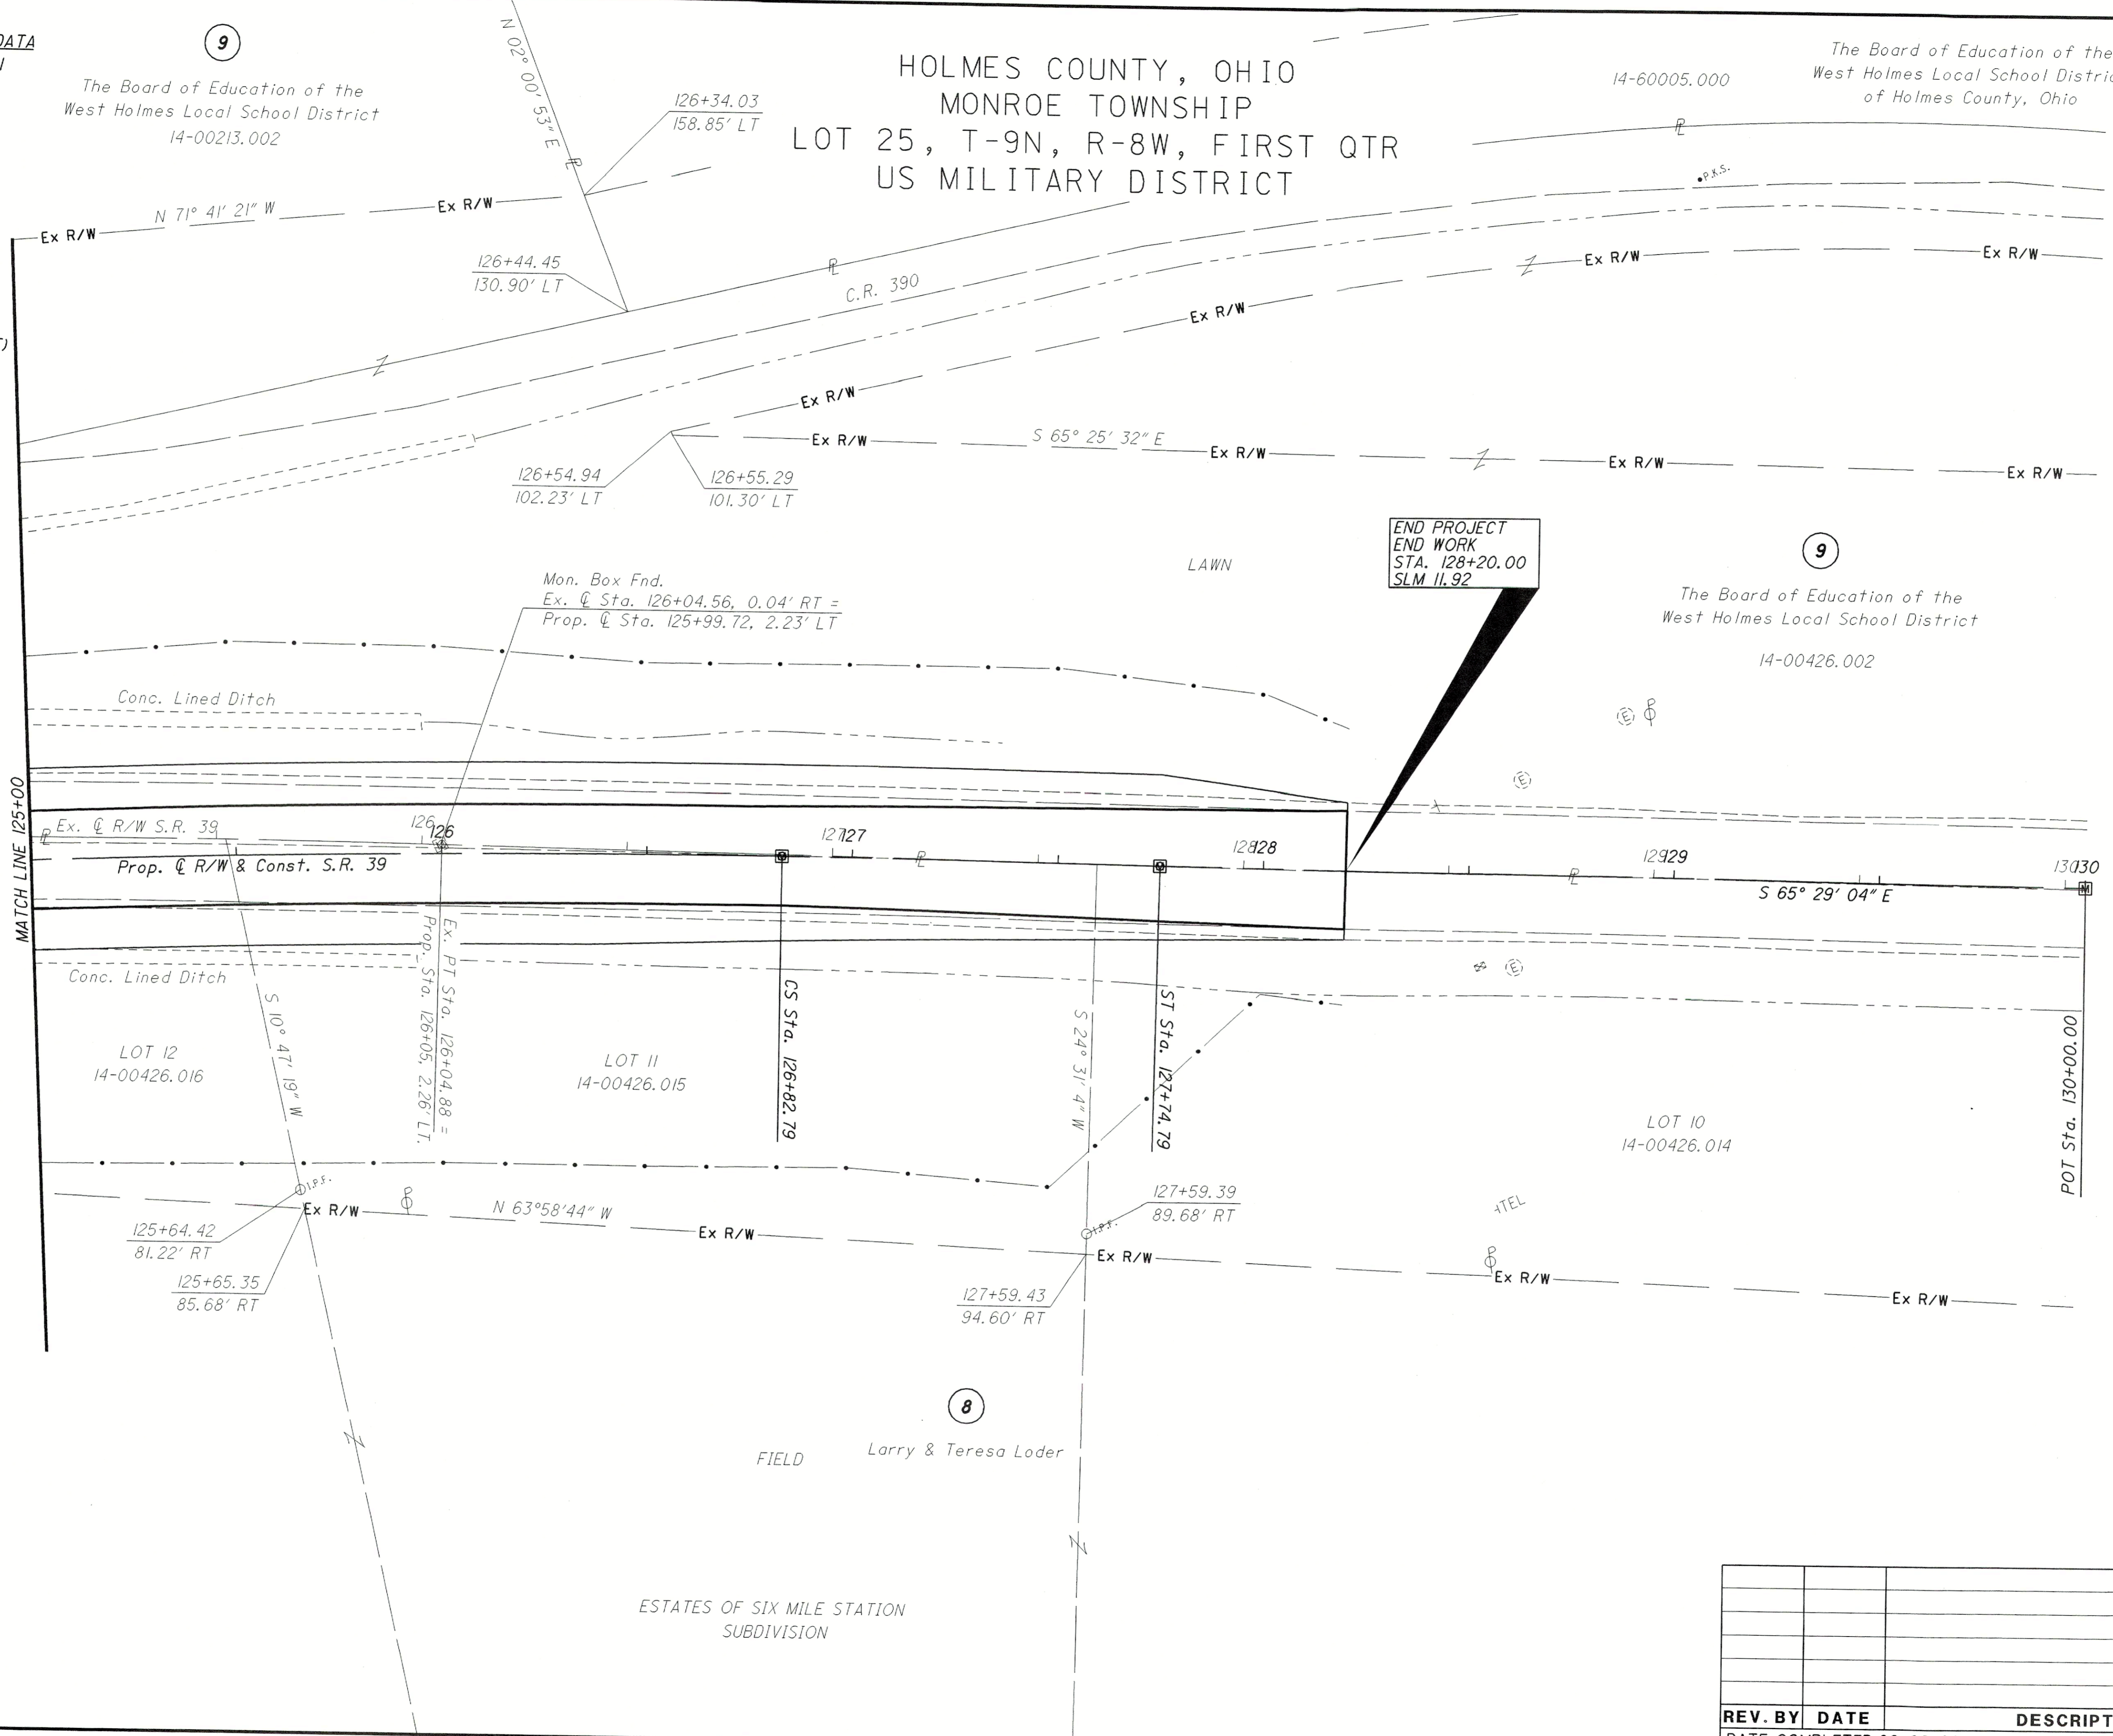 9
The Board of Education of the
West Holmes Local School District
14-00213.002
N 02° 00' 53" E
126+34.03
158.85' LT
HOLMES COUNTY, OHIO
MONROE TOWNSHIP
LOT 25, T-9N, R-8W, FIRST QTR
US MILITARY DISTRICT
14-60005.000
The Board of Education of the
West Holmes Local School
of Holmes County, Ohio
P.K.S.
N 71° 41' 21" W
Ex R/W
Ex R/W
126+44.45
130.90' LT
C.R. 390
Ex R/W
Ex R/W
Ex R/W
Ex R/W
Ex R/W
S 65° 25' 32" E
Ex R/W
Ex R/W
Ex R/W
126+54.94
102.23' LT
126+55.29
101.30' LT
END PROJECT
END WORK
STA. 128+20.00
SLM 11.92
LAWN
9
The Board of Education of the
West Holmes Local School District
14-00426.002
Mon. Box Fnd.
Ex. ℄ Sta. 126+04.56, 0.04' RT =
Prop. ℄ Sta. 125+99.72, 2.23' LT
Conc. Lined Ditch
E
E
MATCH LINE 125+00
Ex. ℄ R/W S.R. 39
126
126
127
127
128
128
129
129
130
130
Prop. ℄ R/W & Const. S.R. 39
S 65° 29' 04" E
M
Conc. Lined Ditch
E
S 10° 47' 19" W
Ex. PT Sta. 126+04.88 =
Prop. Sta. 126+05, 2.26' LT.
CS Sta. 126+82.79
S 24° 31' 4" W
ST Sta. 127+74.79
POT Sta. 130+00.00
LOT 12
14-00426.016
LOT 11
14-00426.015
LOT 10
14-00426.014
I.P.F.
Ex R/W
N 63°58'44" W
Ex R/W
I.P.F.
Ex R/W
TEL
Ex R/W
Ex R/W
125+64.42
81.22' RT
125+65.35
85.68' RT
127+59.39
89.68' RT
127+59.43
94.60' RT
8
Larry & Teresa Loder
FIELD
ESTATES OF SIX MILE STATION
SUBDIVISION
REV. BY DATE